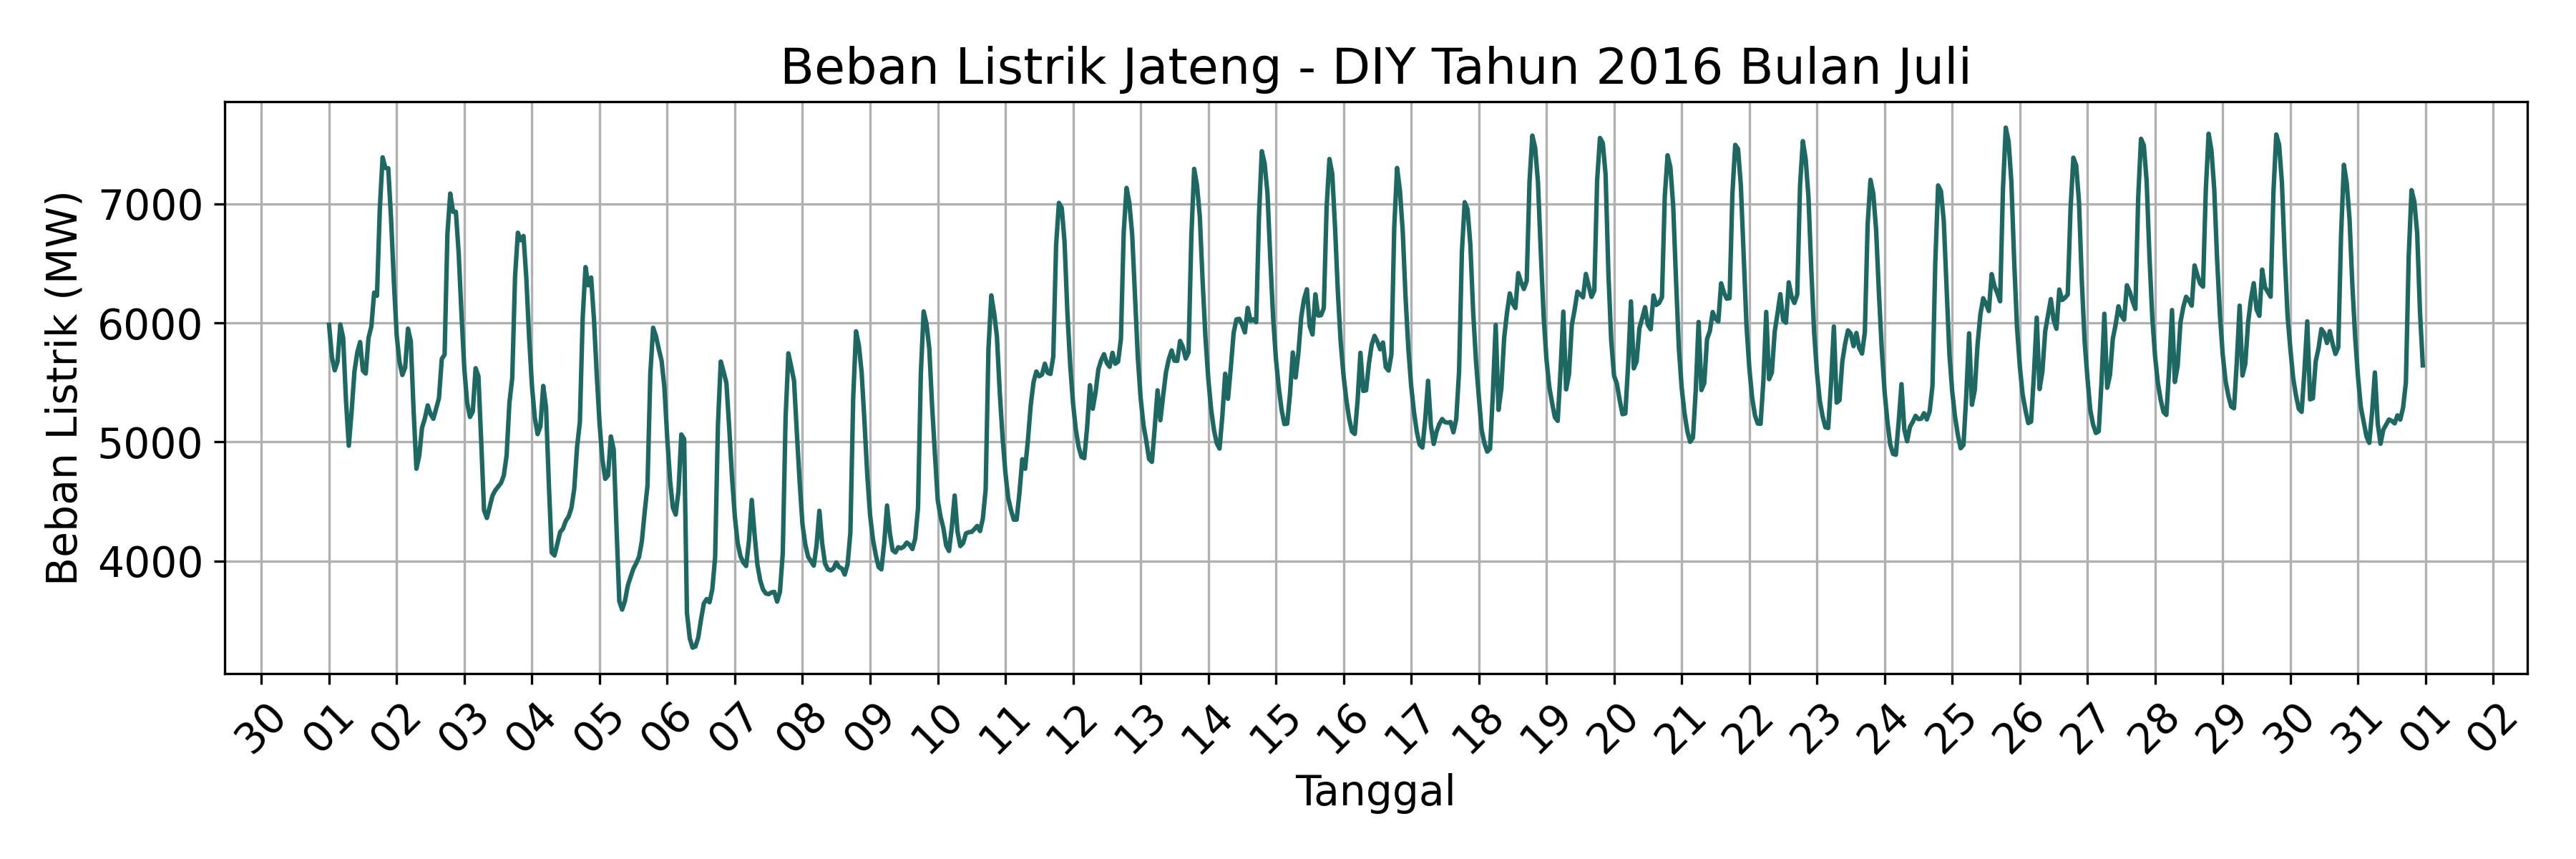 Beban Listrik Jateng - DIY Tahun 2016 Bulan Juli
Beban Listrik (MW)
7000
6000
5000
4000
30 01 02 03 04 05 06 07 08 09 10 11 12 13 14 15 16 17 18 19 20 21 22 23 24 25 26 27 28 29 30 31 01 02
Tanggal